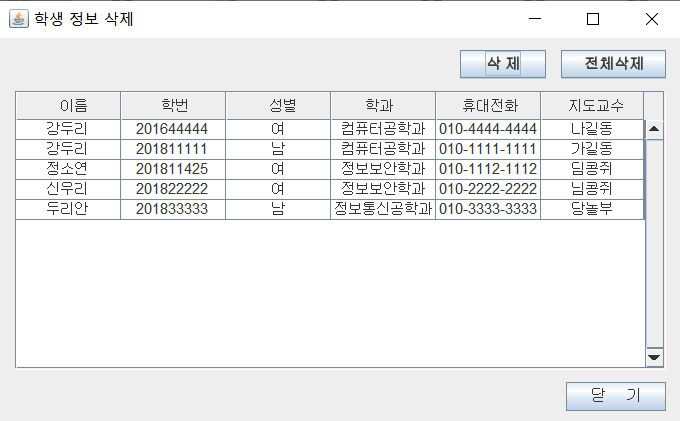 학생 정보 삭제
삭 제 전체삭제
이름 학번 성별 학과 휴대전화 지도교수
강두리 201644444 여 컴퓨터공학과 010-4444-4444 나길동
강두리 201811111 남 컴퓨터공학과 010-1111-1111 가길동
정소연 201811425 여 정보보안학과 010-1112-1112 딤콩쥐
신우리 201822222 여 정보보안학과 010-2222-2222 님콩쥐
두리안 201833333 남 정보통신공학과 010-3333-3333 당놀부
닫 기